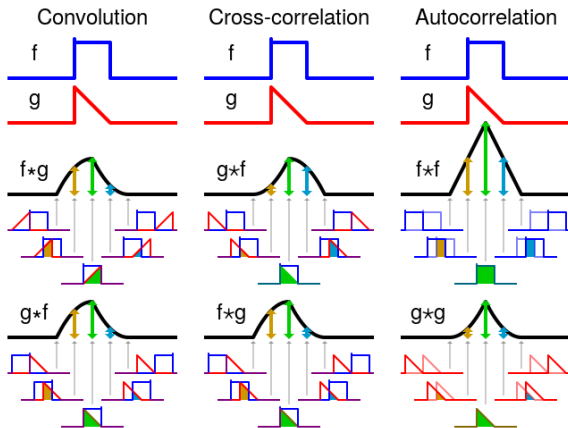 Convolution Cross-correlation Autocorrelation
f f f
g g g
f⋆g g⋆f f⋆f
g⋆f f⋆g g⋆g